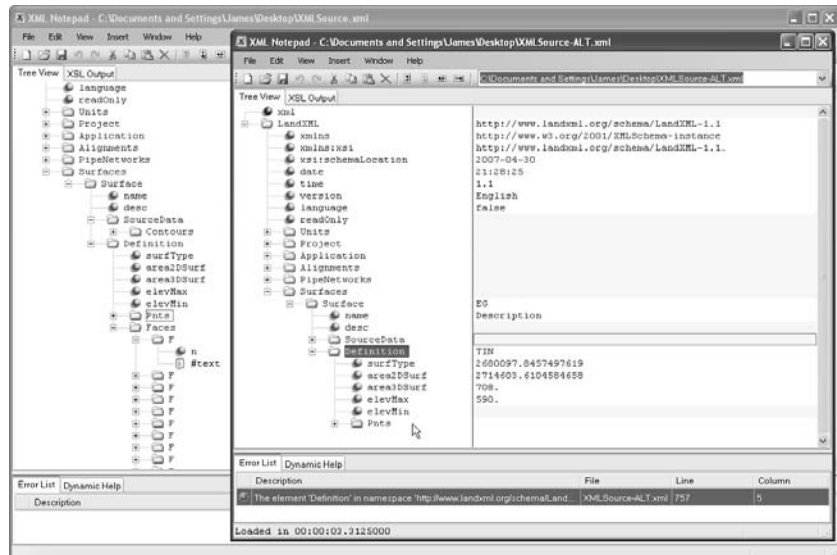 XML Notepad - C:\Documents and Settings\James\Desktop\XMLSource.xml
File Edit View Insert Window Help
Tree View XSL Output
language
readOnly
Units
Project
Application
Alignments
PipeNetworks
Surfaces
Surface
name
desc
SourceData
Contours
Definition
surfType
area2DSurf
area3DSurf
elevMax
elevMin
Pnts
Faces
F
n
#text
F
F
F
F
F
F
F
F
Error List Dynamic Help
Description
XML Notepad - C:\Documents and Settings\James\Desktop\XMLSource-ALT.xml
File Edit View Insert Window Help
C:\Documents and Settings\James\Desktop\XMLSource-ALT.xml
Tree View XSL Output
xml
LandXML http://www.landxml.org/schema/LandXML-1.1
xmlns http://www.w3.org/2001/XMLSchema-instance
xmlns:xsi http://www.landxml.org/schema/LandXML-1.1.
xsi:schemaLocation 2007-04-30
date 21:28:25
time 1.1
version English
language false
readOnly
Units
Project
Application
Alignments
PipeNetworks
Surfaces
Surface EG
name Description
desc
SourceData
Definition TIN
surfType 2680097.8457497619
area2DSurf 2714603.6104584658
area3DSurf 708.
elevMax 590.
elevMin
Pnts
Error List Dynamic Help
Description File Line Column
The element 'Definition' in namespace 'http://www.landxml.org/schema/Land... XMLSource-ALT.xml 757 5
Loaded in 00:00:03.3125000